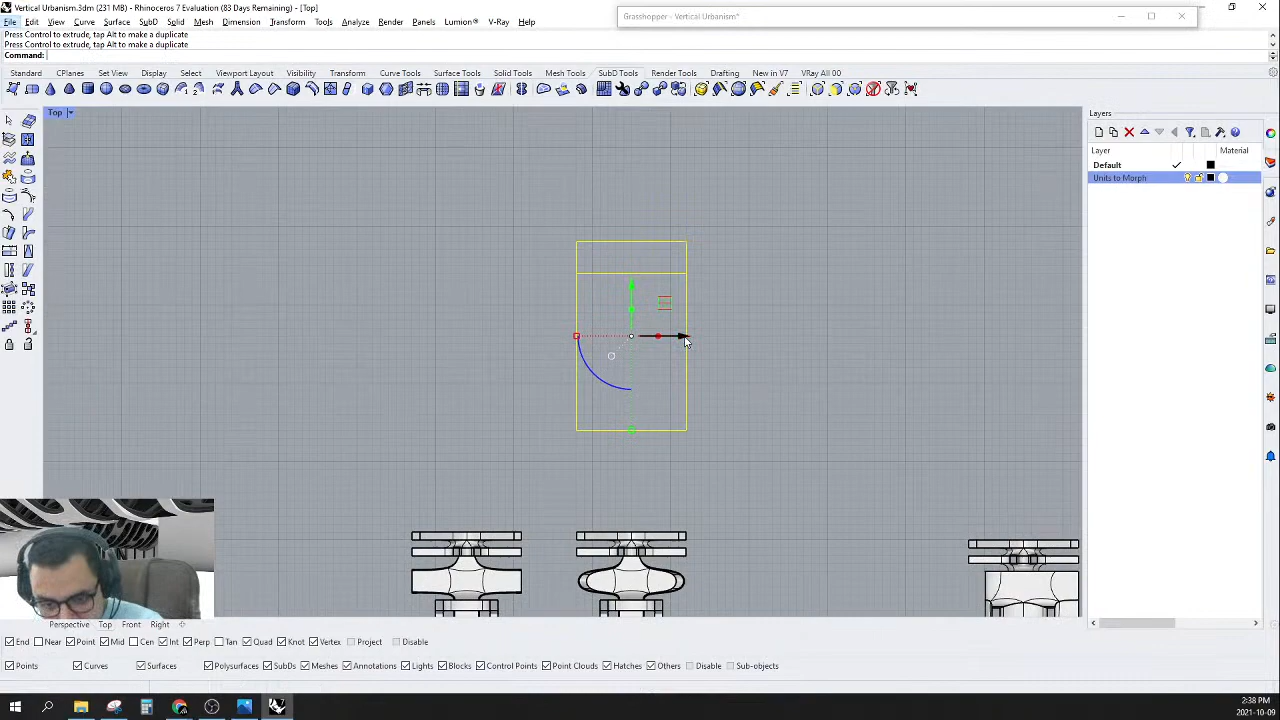 Vertical Urbanism.3dm (231 MB) - Rhinoceros 7 Evaluation (83 Days Remaining) - [Top]
Grasshopper - Vertical Urbanism*
File Edit View Curve Surface SubD Solid Mesh Dimension Transform Tools Analyze Render Panels Lumion® V-Ray Help
Press Control to extrude, tap Alt to make a duplicate
Press Control to extrude, tap Alt to make a duplicate
Command:
Standard CPlanes Set View Display Select Viewport Layout Visibility Transform Curve Tools Surface Tools Solid Tools Mesh Tools SubD Tools Render Tools Drafting New in V7 VRay All 00
Top
Layers
Layer Material
Default
Units to Morph
Perspective Top Front Right
End Near Point Mid Cen Int Perp Tan Quad Knot Vertex Project Disable
Points Curves Surfaces Polysurfaces SubDs Meshes Annotations Lights Blocks Control Points Point Clouds Hatches Others Disable Sub-objects
2:38 PM
2021-10-09